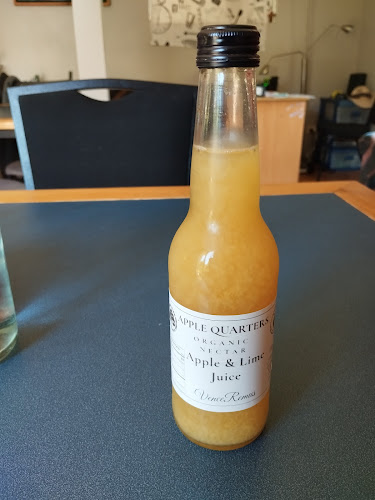 APPLE QUARTERS
ORGANIC
NECTAR
Apple & Lime
Juice